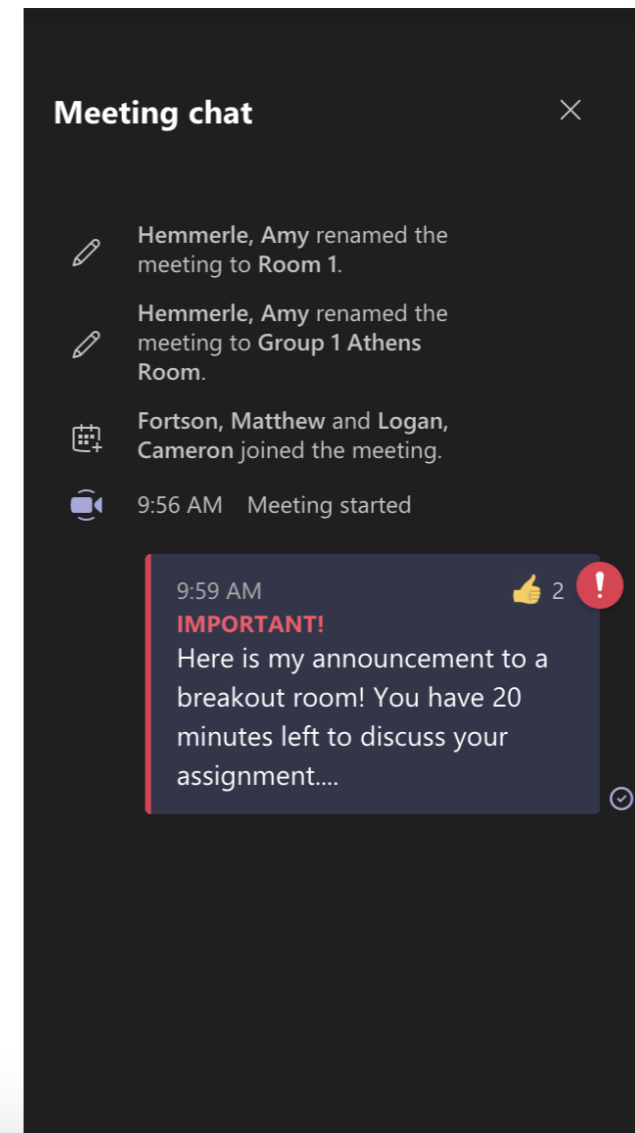 Meeting chat
Hemmerle, Amy renamed the
meeting to Room 1.
Hemmerle, Amy renamed the
meeting to Group 1 Athens
Room.
Fortson, Matthew and Logan,
Cameron joined the meeting.
9:56 AM Meeting started
9:59 AM 👍 2
IMPORTANT!
Here is my announcement to a
breakout room! You have 20
minutes left to discuss your
assignment....